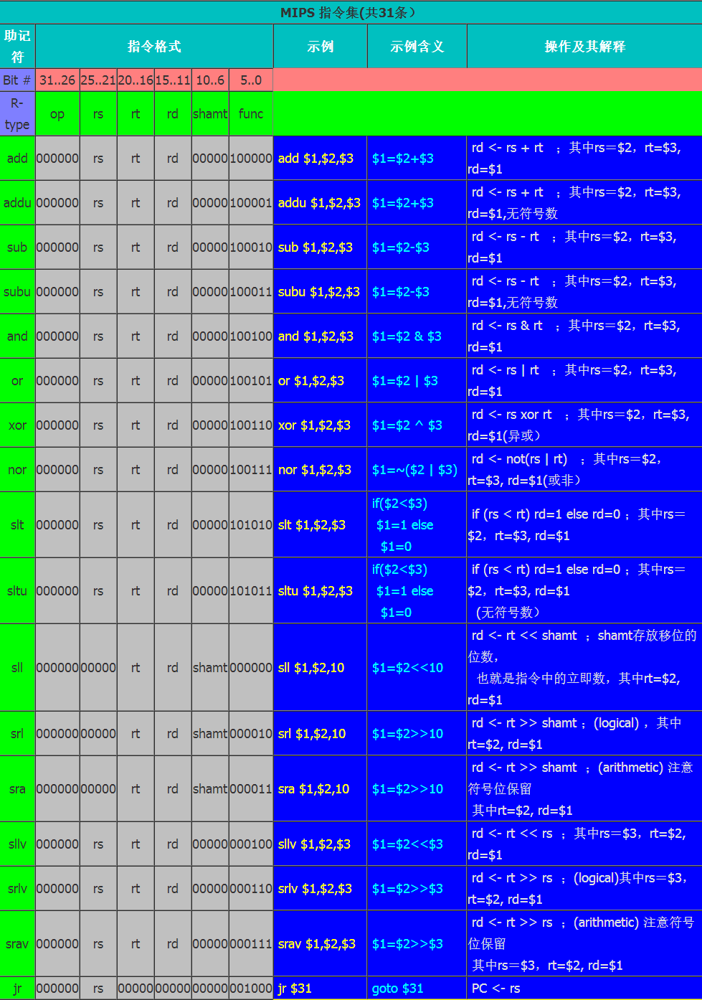 MIPS 指令集(共31条）
助记符 指令格式 示例 示例含义 操作及其解释
Bit # 31..26 25..21 20..16 15..11 10..6 5..0
R-type op rs rt rd shamt func
add 000000 rs rt rd 00000 100000 add $1,$2,$3 $1=$2+$3 rd <- rs + rt ；其中rs＝$2，rt=$3, rd=$1
addu 000000 rs rt rd 00000 100001 addu $1,$2,$3 $1=$2+$3 rd <- rs + rt ；其中rs＝$2，rt=$3, rd=$1,无符号数
sub 000000 rs rt rd 00000 100010 sub $1,$2,$3 $1=$2-$3 rd <- rs - rt ；其中rs＝$2，rt=$3, rd=$1
subu 000000 rs rt rd 00000 100011 subu $1,$2,$3 $1=$2-$3 rd <- rs - rt ；其中rs＝$2，rt=$3, rd=$1,无符号数
and 000000 rs rt rd 00000 100100 and $1,$2,$3 $1=$2 & $3 rd <- rs & rt ；其中rs＝$2，rt=$3, rd=$1
or 000000 rs rt rd 00000 100101 or $1,$2,$3 $1=$2 | $3 rd <- rs | rt ；其中rs＝$2，rt=$3, rd=$1
xor 000000 rs rt rd 00000 100110 xor $1,$2,$3 $1=$2 ^ $3 rd <- rs xor rt ；其中rs＝$2，rt=$3, rd=$1(异或）
nor 000000 rs rt rd 00000 100111 nor $1,$2,$3 $1=~($2 | $3) rd <- not(rs | rt) ；其中rs＝$2，rt=$3, rd=$1(或非）
slt 000000 rs rt rd 00000 101010 slt $1,$2,$3 if($2<$3) $1=1 else $1=0 if (rs < rt) rd=1 else rd=0 ；其中rs＝$2，rt=$3, rd=$1
sltu 000000 rs rt rd 00000 101011 sltu $1,$2,$3 if($2<$3) $1=1 else $1=0 if (rs < rt) rd=1 else rd=0 ；其中rs＝$2，rt=$3, rd=$1 (无符号数）
sll 000000 00000 rt rd shamt 000000 sll $1,$2,10 $1=$2<<10 rd <- rt << shamt ；shamt存放移位的位数， 也就是指令中的立即数，其中rt=$2, rd=$1
srl 000000 00000 rt rd shamt 000010 srl $1,$2,10 $1=$2>>10 rd <- rt >> shamt ；(logical) ，其中rt=$2, rd=$1
sra 000000 00000 rt rd shamt 000011 sra $1,$2,10 $1=$2>>10 rd <- rt >> shamt ；(arithmetic) 注意符号位保留 其中rt=$2, rd=$1
sllv 000000 rs rt rd 00000 000100 sllv $1,$2,$3 $1=$2<<$3 rd <- rt << rs ；其中rs＝$3，rt=$2, rd=$1
srlv 000000 rs rt rd 00000 000110 srlv $1,$2,$3 $1=$2>>$3 rd <- rt >> rs ；(logical)其中rs＝$3，rt=$2, rd=$1
srav 000000 rs rt rd 00000 000111 srav $1,$2,$3 $1=$2>>$3 rd <- rt >> rs ；(arithmetic) 注意符号位保留 其中rs＝$3，rt=$2, rd=$1
jr 000000 rs 00000 00000 00000 001000 jr $31 goto $31 PC <- rs